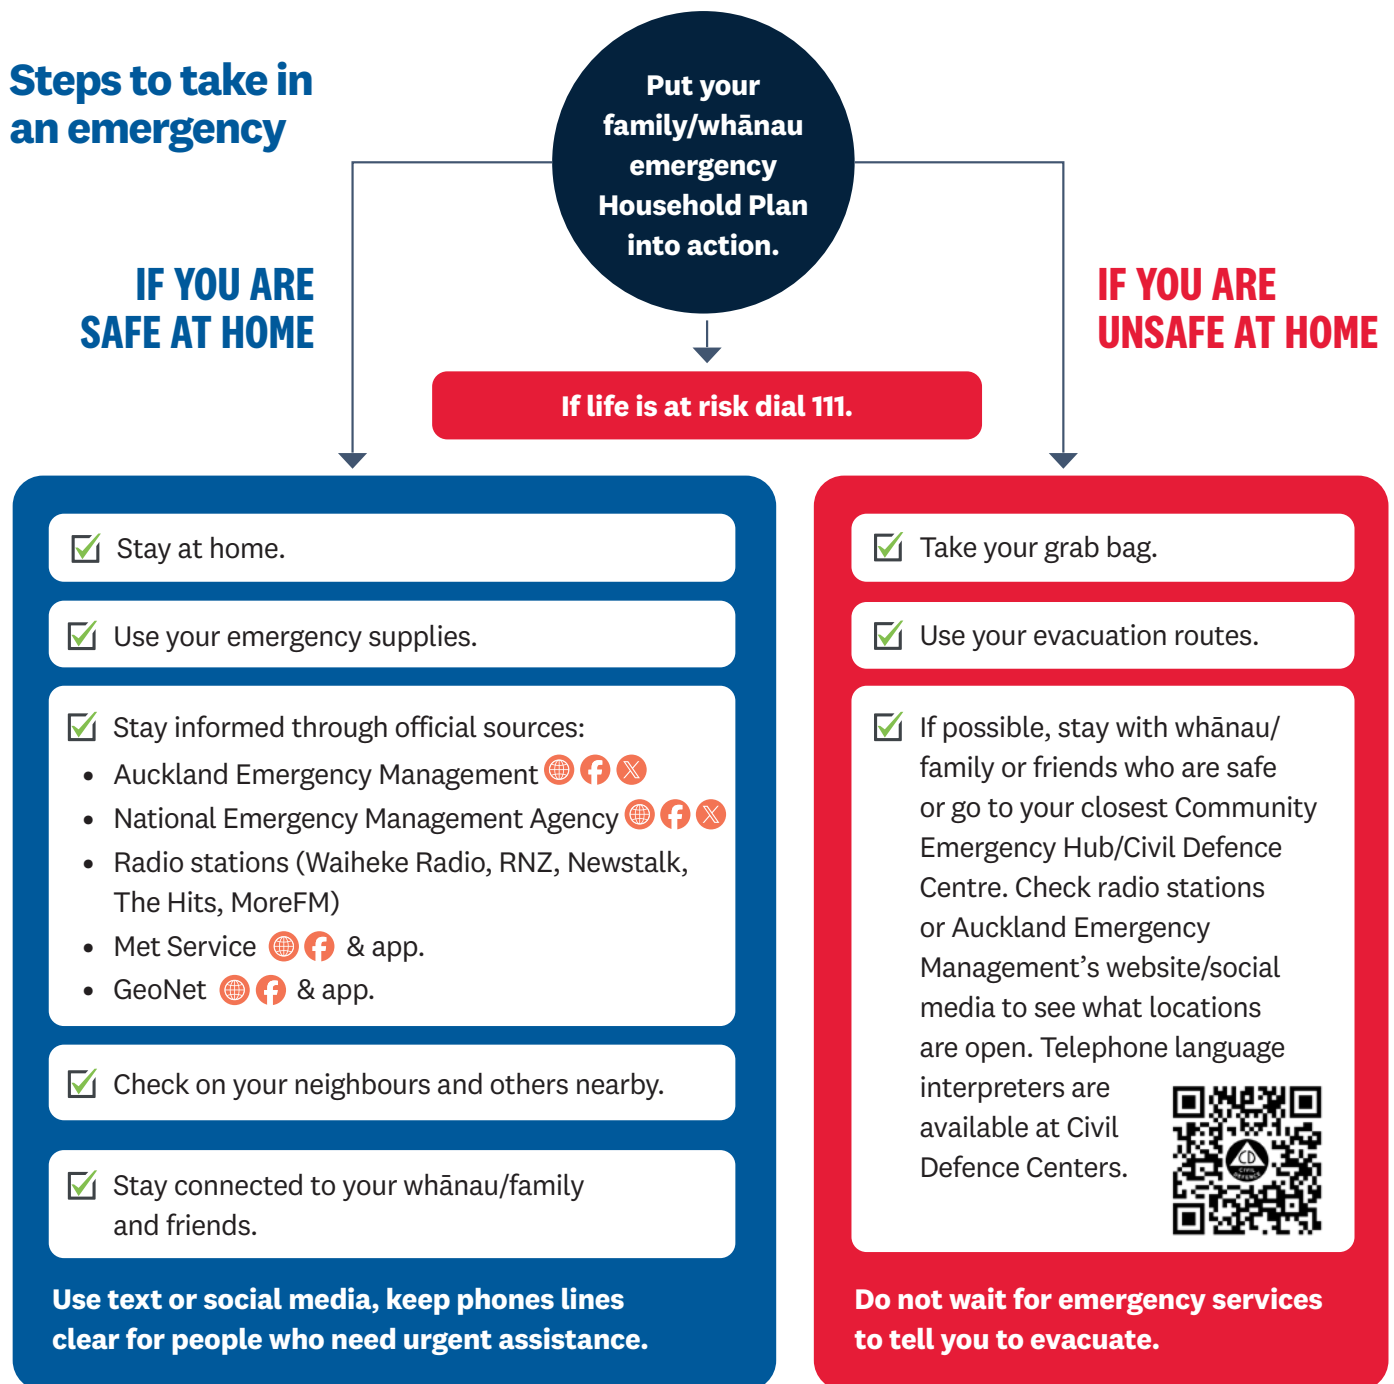 Steps to take in
an emergency
Put your
family/whānau
emergency
Household Plan
into action.
IF YOU ARE
SAFE AT HOME
IF YOU ARE
UNSAFE AT HOME
If life is at risk dial 111.
Stay at home.
Use your emergency supplies.
Stay informed through official sources:
• Auckland Emergency Management
• National Emergency Management Agency
• Radio stations (Waiheke Radio, RNZ, Newstalk,
The Hits, MoreFM)
• Met Service & app.
• GeoNet & app.
Check on your neighbours and others nearby.
Stay connected to your whānau/family
and friends.
Use text or social media, keep phones lines
clear for people who need urgent assistance.
Take your grab bag.
Use your evacuation routes.
If possible, stay with whānau/
family or friends who are safe
or go to your closest Community
Emergency Hub/Civil Defence
Centre. Check radio stations
or Auckland Emergency
Management’s website/social
media to see what locations
are open. Telephone language
interpreters are
available at Civil
Defence Centers.
CD
CIVIL
DEFENCE
Do not wait for emergency services
to tell you to evacuate.